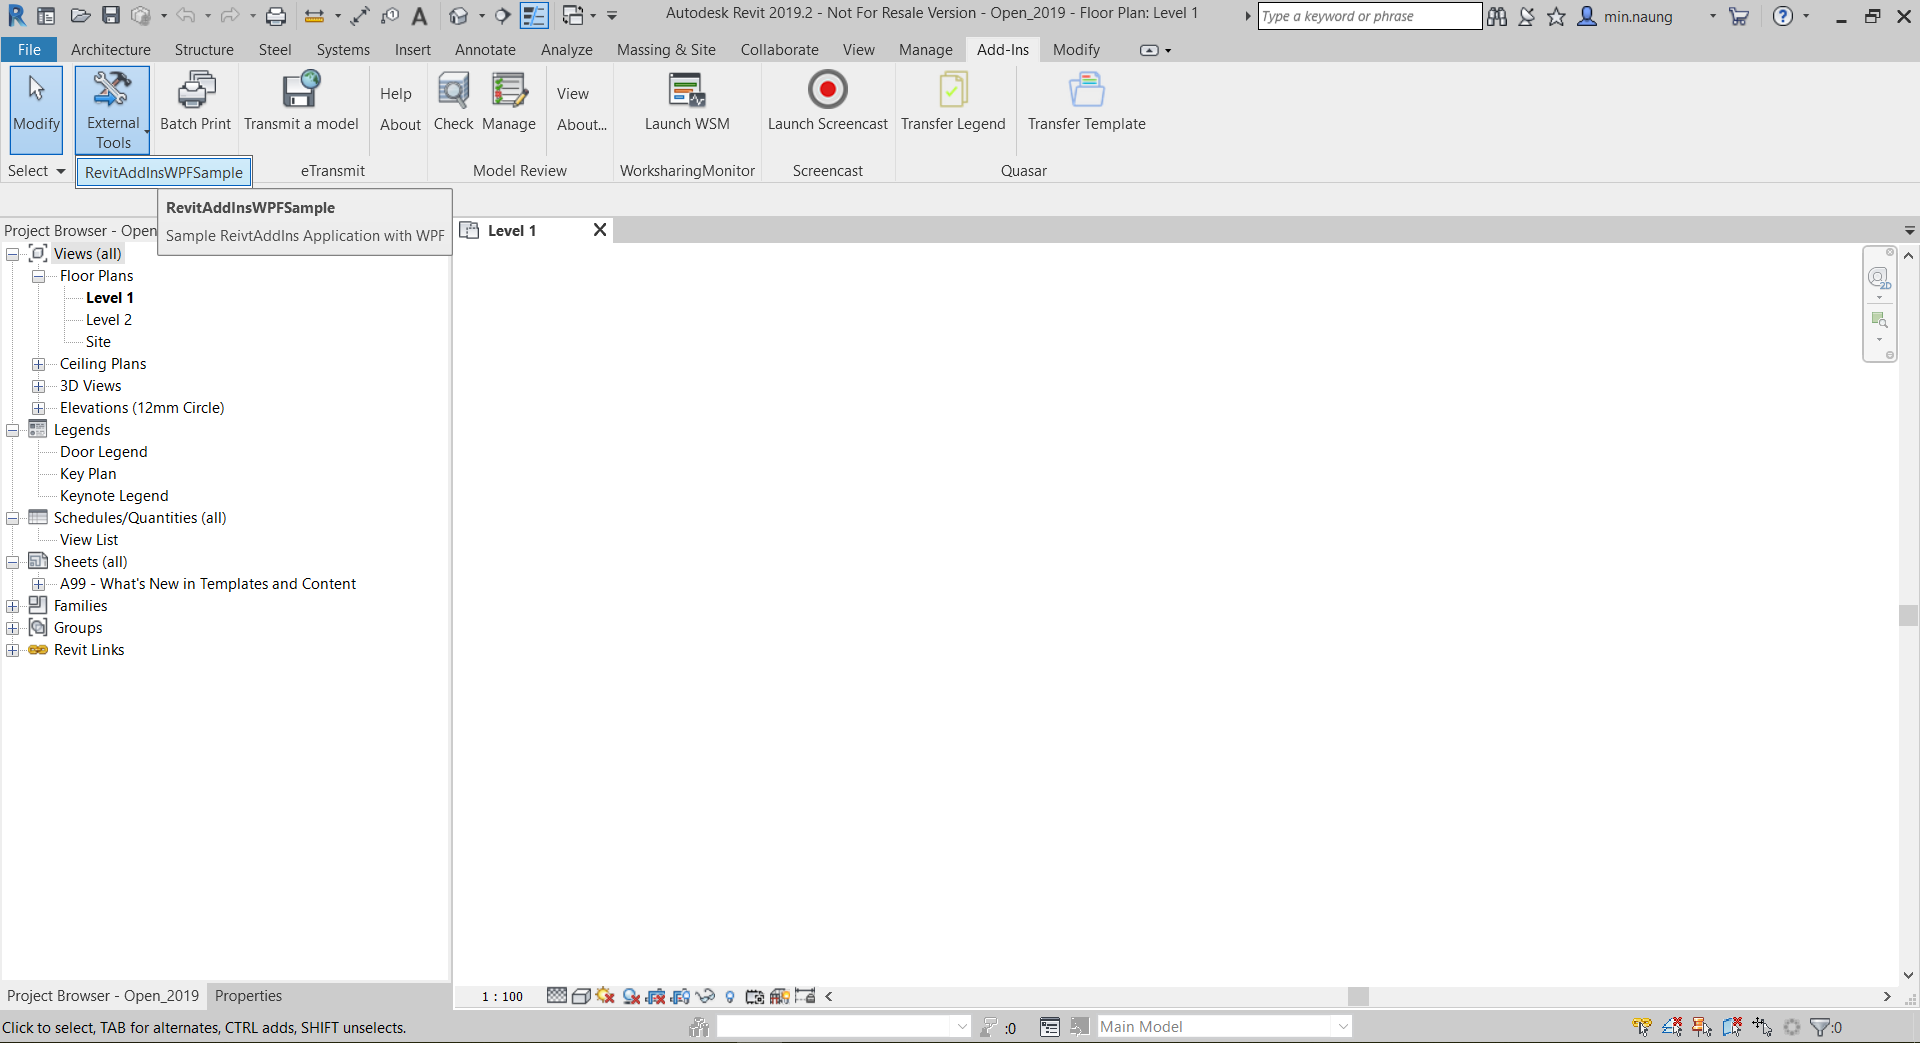 Autodesk Revit 2019.2 - Not For Resale Version - Open_2019 - Floor Plan: Level 1
Type a keyword or phrase
min.naung
File Architecture Structure Steel Systems Insert Annotate Analyze Massing & Site Collaborate View Manage Add-Ins Modify
Modify
External Tools
Batch Print
Transmit a model
Help
About
Check
Manage
View
About...
Launch WSM
Launch Screencast
Transfer Legend
Transfer Template
Select
eTransmit
Model Review
WorksharingMonitor
Screencast
Quasar
RevitAddInsWPFSample
RevitAddInsWPFSample
Sample ReivtAddIns Application with WPF
Project Browser - Open
Level 1
2D
Views (all)
Floor Plans
Level 1
Level 2
Site
Ceiling Plans
3D Views
Elevations (12mm Circle)
Legends
Door Legend
Key Plan
Keynote Legend
Schedules/Quantities (all)
View List
Sheets (all)
A99 - What's New in Templates and Content
Families
Groups
Revit Links
Project Browser - Open_2019
Properties
1 : 100
Click to select, TAB for alternates, CTRL adds, SHIFT unselects.
:0
Main Model
:0